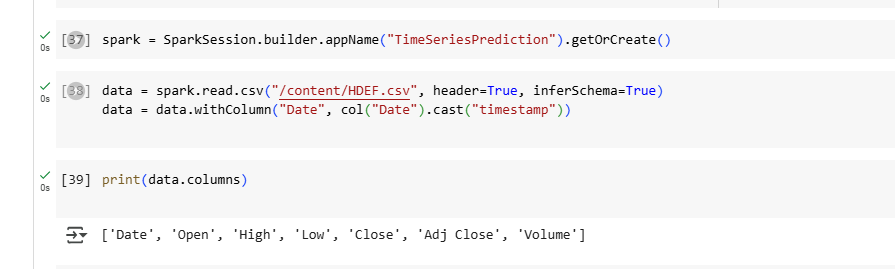 [37] spark = SparkSession.builder.appName("TimeSeriesPrediction").getOrCreate()
0s
[38] data = spark.read.csv("/content/HDEF.csv", header=True, inferSchema=True)
0s
data = data.withColumn("Date", col("Date").cast("timestamp"))
[39] print(data.columns)
0s
['Date', 'Open', 'High', 'Low', 'Close', 'Adj Close', 'Volume']